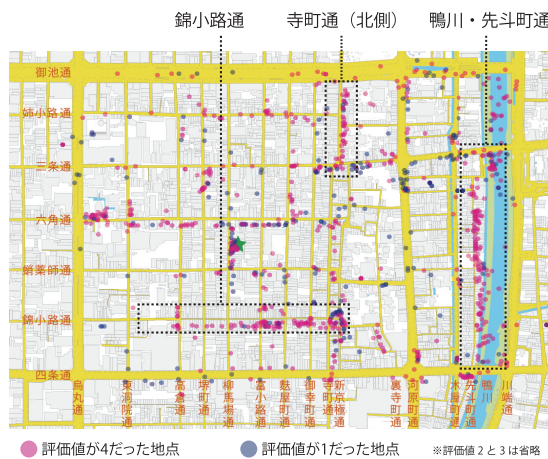 錦小路通
寺町通（北側）
鴨川・先斗町通
御池通
姉小路通
三条通
六角通
蛸薬師通
錦小路通
四条通
烏丸通
東洞院通
高倉通
堺町通
柳馬場通
富小路通
麩屋町通
御幸町通
寺町通
新京極通
裏寺町通
河原町通
木屋町通
先斗町通
鴨川
川端通
評価値が4だった地点
評価値が1だった地点
※評価値2と3は省略